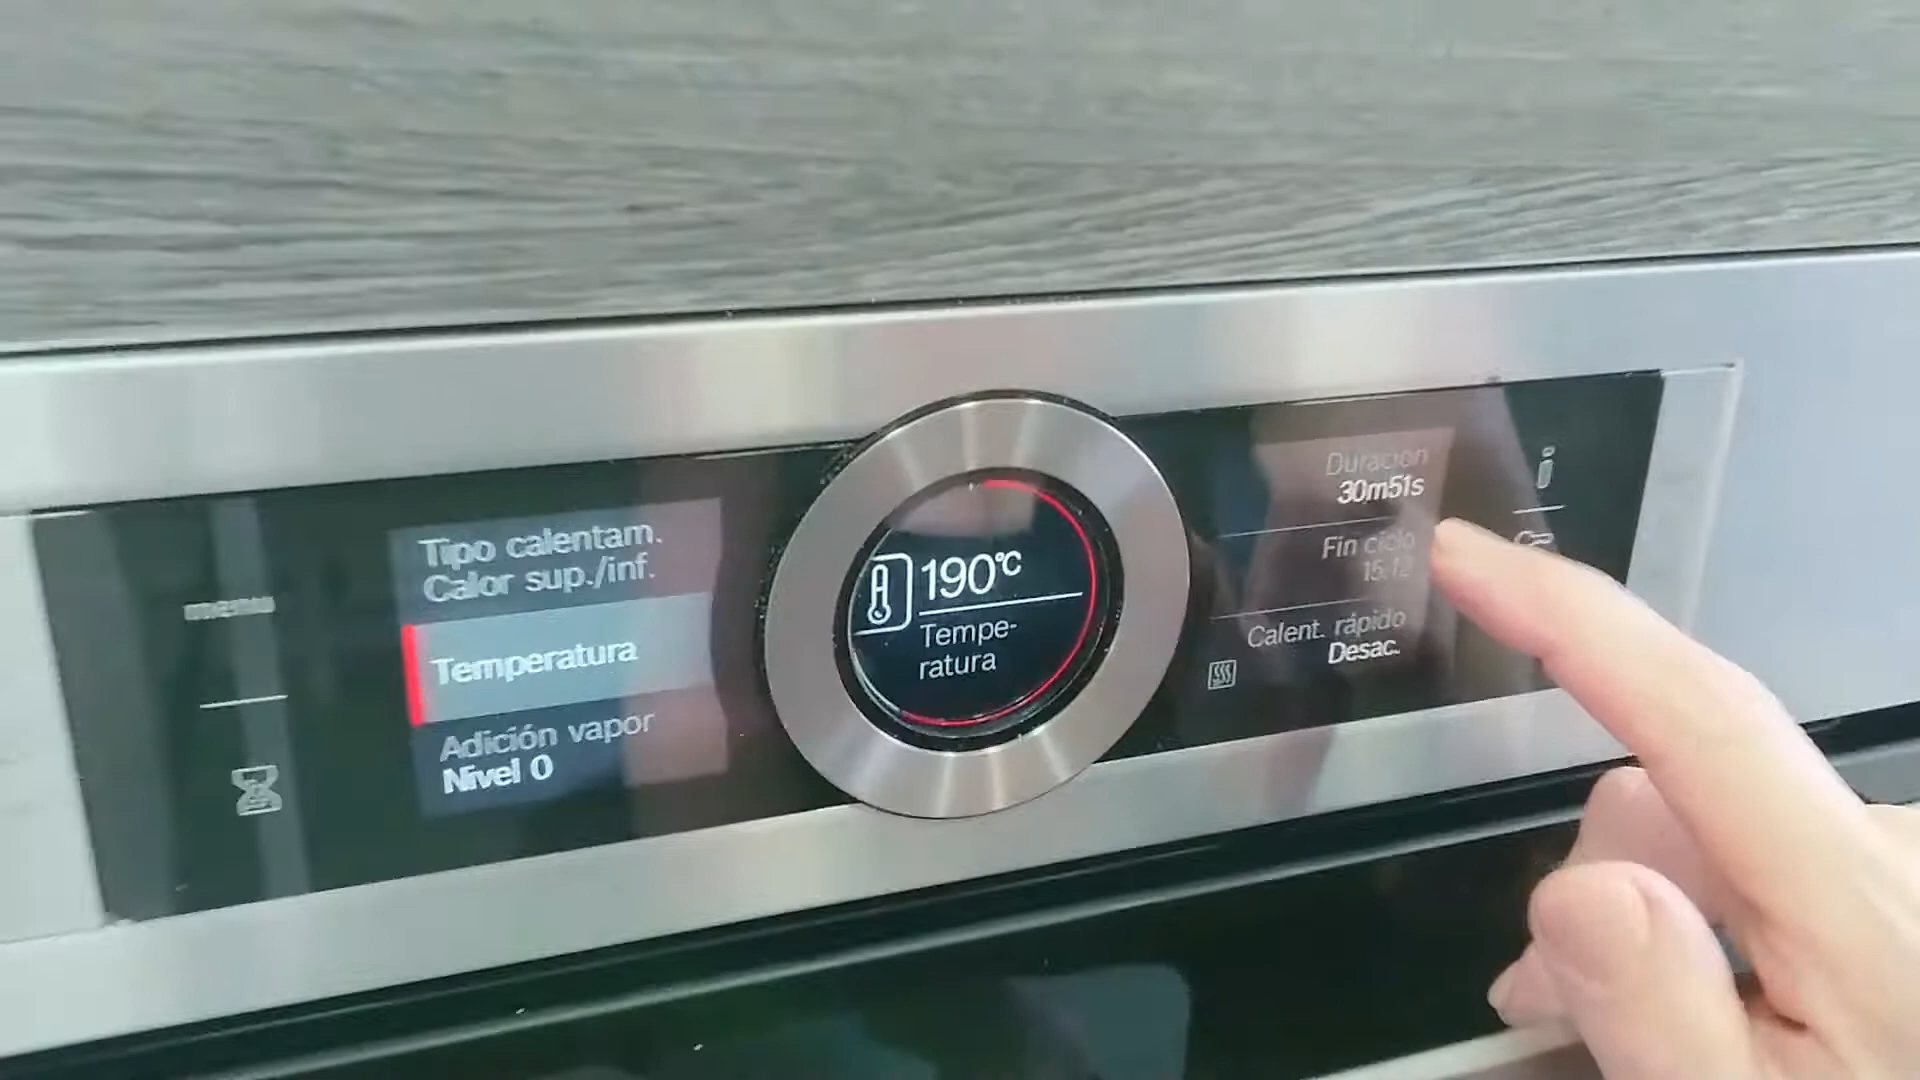 menu
Tipo calentam.
Calor sup./inf.
Temperatura
Adición vapor
Nivel 0
190°C
Tempe-
ratura
Duración
30m51s
Fin ciclo
15:12
Calent. rápido
Desac.
i